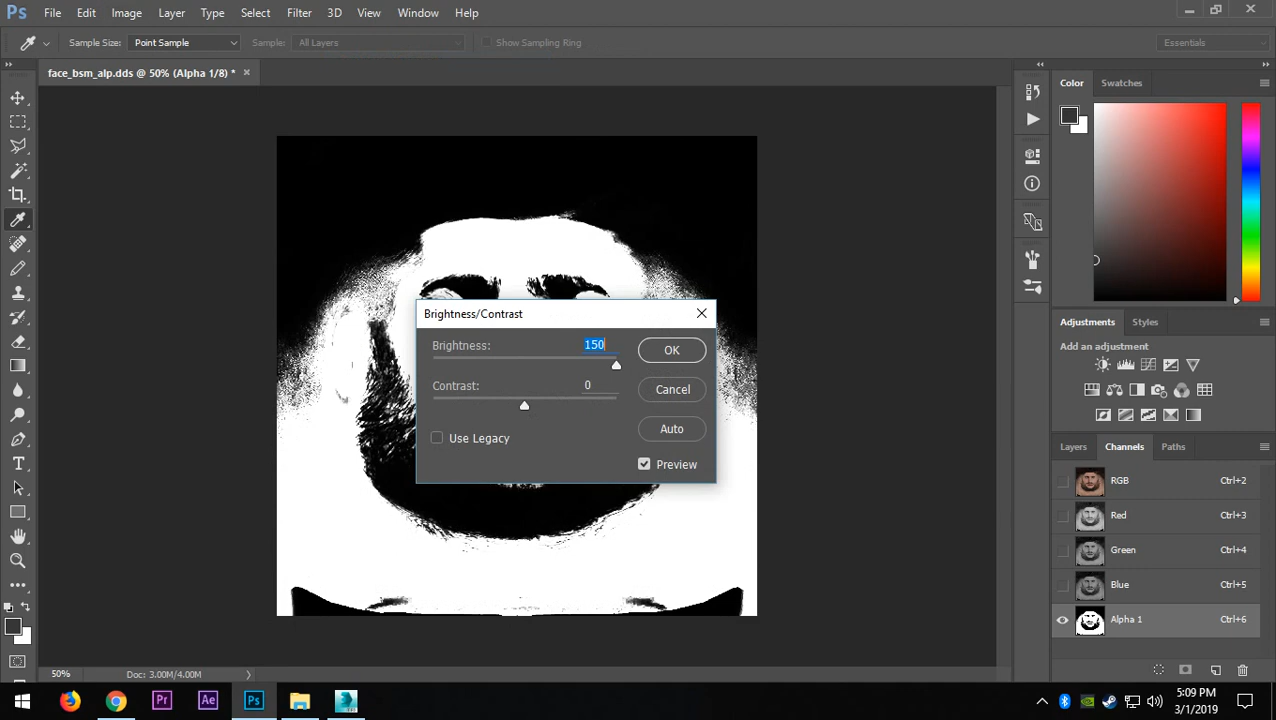 Ps File Edit Image Layer Type Select Filter 3D View Window Help
Sample Size: Point Sample Sample: All Layers Show Sampling Ring Essentials
face_bsm_alp.dds @ 50% (Alpha 1/8) *
Color Swatches
Brightness/Contrast
Brightness: 150
OK
Contrast: 0
Cancel
Use Legacy
Auto
Preview
Adjustments Styles
Add an adjustment
Layers Channels Paths
RGB Ctrl+2
Red Ctrl+3
Green Ctrl+4
Blue Ctrl+5
Alpha 1 Ctrl+6
50% Doc: 3.00M/4.00M
Pr Ae Ps
5:09 PM
3/1/2019